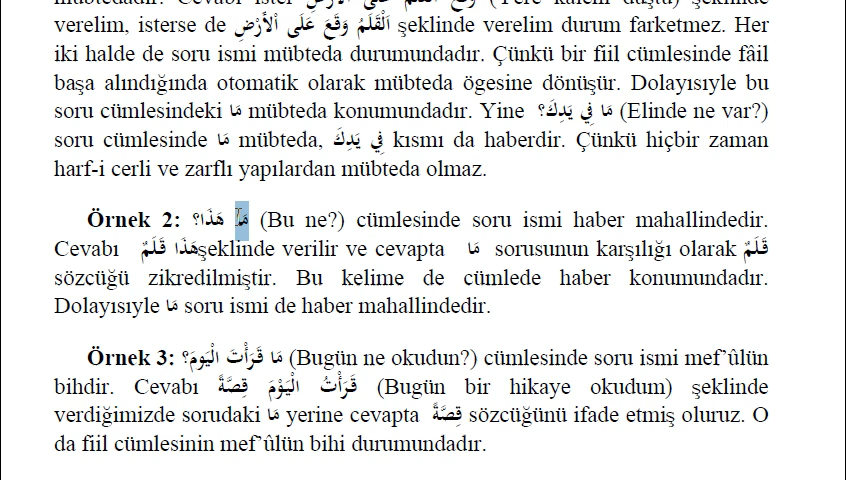 verelim, isterse de اَلْقَلَمُ وَقَعَ عَلَى الْأَرْضِ şeklinde verelim durum farketmez. Her
iki halde de soru ismi mübteda durumundadır. Çünkü bir fiil cümlesinde fâil
başa alındığında otomatik olarak mübteda ögesine dönüşür. Dolayısıyle bu
soru cümlesindeki مَا mübteda konumundadır. Yine مَا فِي يَدِكَ؟ (Elinde ne var?)
soru cümlesinde مَا mübteda, فِي يَدِكَ kısmı da haberdir. Çünkü hiçbir zaman
harf-i cerli ve zarflı yapılardan mübteda olmaz.
Örnek 2: مَا هَذَا؟ (Bu ne?) cümlesinde soru ismi haber mahallindedir.
Cevabı هَذَا قَلَمٌ şeklinde verilir ve cevapta مَا sorusunun karşılığı olarak قَلَمٌ
sözcüğü zikredilmiştir. Bu kelime de cümlede haber konumundadır.
Dolayısıyle مَا soru ismi de haber mahallindedir.
Örnek 3: مَا قَرَأْتَ الْيَومَ؟ (Bugün ne okudun?) cümlesinde soru ismi mef’ûlün
bihdir. Cevabı قَرَأْتُ الْيَوْمَ قِصَّةً (Bugün bir hikaye okudum) şeklinde
verdiğimizde sorudaki مَا yerine cevapta قِصَّةً sözcüğünü ifade etmiş oluruz. O
da fiil cümlesinin mef’ûlün bihi durumundadır.